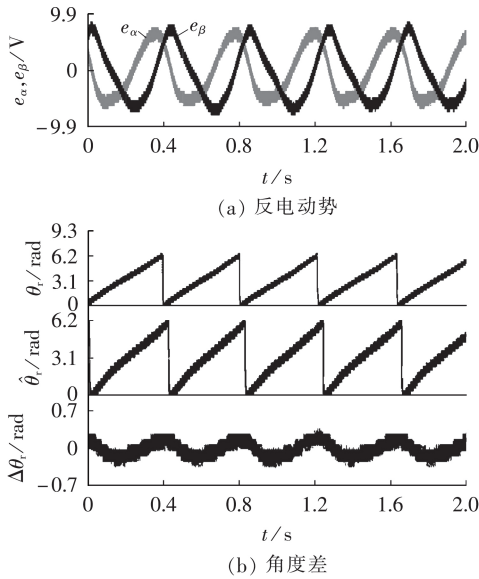 9.9
0
−9.9
e_α, e_β / V
e_α
e_β
0 0.4 0.8 1.2 1.6 2.0
t / s
(a) 反电动势
9.3
6.2
3.1
0
θ_r / rad
6.2
3.1
0
θ̂_r / rad
0.7
0
−0.7
Δθ_r / rad
0 0.4 0.8 1.2 1.6 2.0
t / s
(b) 角度差